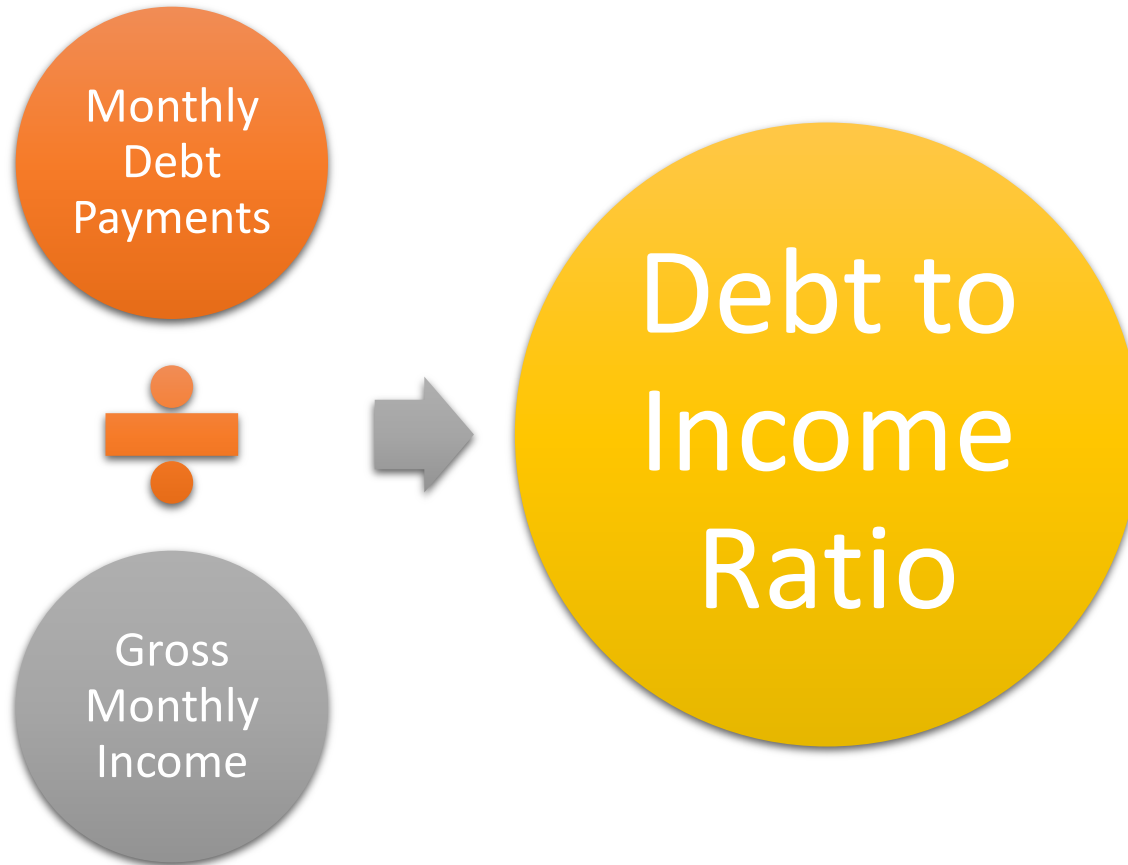 Monthly
Debt
Payments
÷
Gross
Monthly
Income
Debt to
Income
Ratio